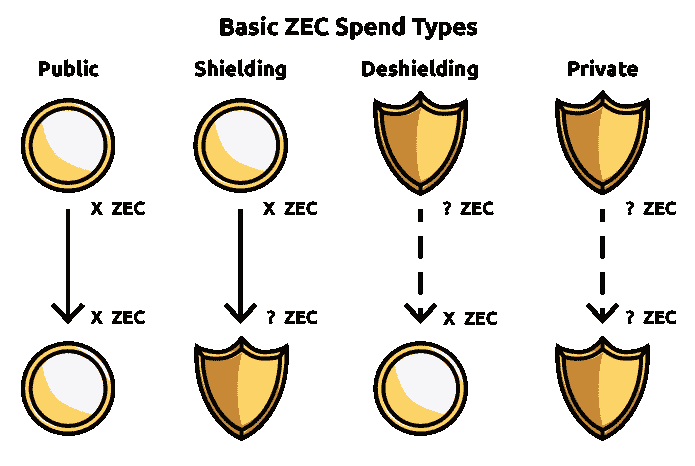 Basic ZEC Spend Types
Public Shielding Deshielding Private
X ZEC X ZEC ? ZEC ? ZEC
X ZEC ? ZEC X ZEC ? ZEC